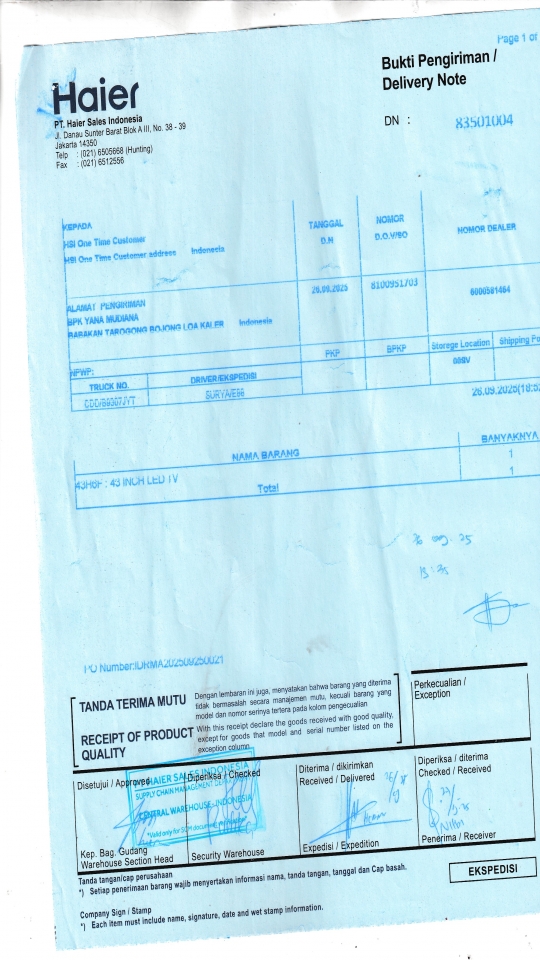 Page 1 of
Haier
Bukti Pengiriman /
Delivery Note
PT. Haier Sales Indonesia
Jl. Danau Sunter Barat Blok A III, No. 38 - 39
Jakarta 14350
Telp : (021) 6505668 (Hunting)
Fax : (021) 6512556
DN : 83501004
KEPADA
HSI One Time Customer
HSI One Time Customer address Indonesia
TANGGAL
D.N
NOMOR
D.O.V/SO
NOMOR DEALER
ALAMAT PENGIRIMAN
BPK YANA MUDIANA
BABAKAN TAROGONG BOJONG LOA KALER Indonesia
26.09.2025
8100951703
6000581464
NPWP:
PKP
BPKP
Storege Location
Shipping Po
089V
TRUCK NO.
DRIVER/EKSPEDISI
26.09.2025(18:5
NAMA BARANG
BANYAKNYA
43H6F : 43 INCH LED TV
1
Total
1
15:25
PO Number:IDRMA202509250021
TANDA TERIMA MUTU
RECEIPT OF PRODUCT
QUALITY
Dengan lembaran ini juga, menyatakan bahwa barang yang diterima
tidak bermasalah secara manajemen mutu, kecuali barang yang
model dan nomor serinya tertera pada kolom pengecualian
With this receipt declare the goods received with good quality,
except for goods that model and serial number listed on the
exception column
Perkecualian /
Exception
Disetujui / Approved
Diperiksa / Checked
Diterima / dikirimkan
Received / Delivered
Diperiksa / diterima
Checked / Received
HAIER SALES INDONESIA
SUPPLY CHAIN MANAGEMENT DE
CENTRAL WAREHOUSE-INDONESIA
Kep. Bag. Gudang
Warehouse Section Head
Security Warehouse
Expedisi / Expedition
Penerima / Receiver
Tanda tangan/cap perusahaan
*) Setiap penerimaan barang wajib menyertakan informasi nama, tanda tangan, tanggal dan Cap basah.
EKSPEDISI
Company Sign / Stamp
*) Each item must include name, signature, date and wet stamp information.